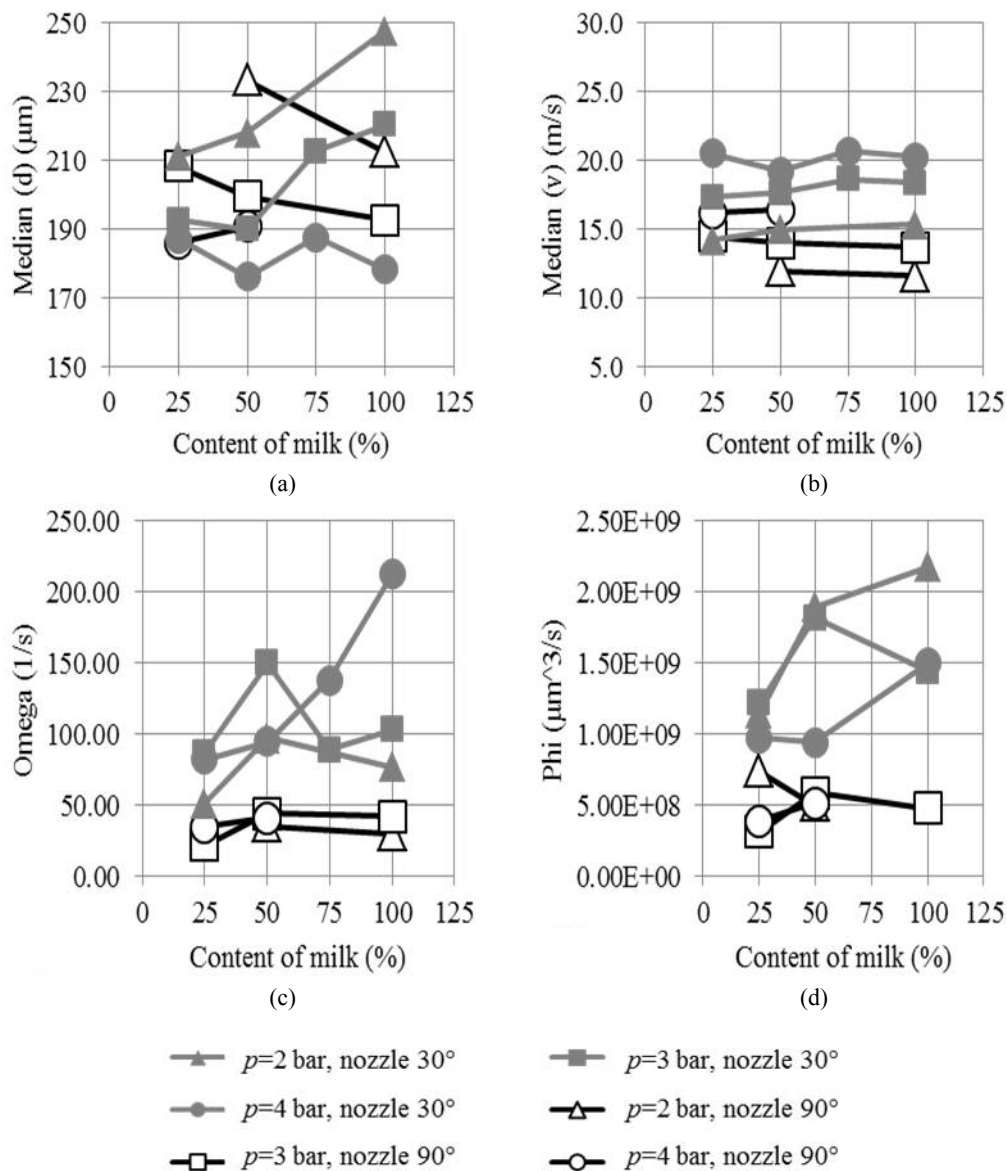 250
230
210
190
170
150
Median (d) (µm)
0 25 50 75 100 125
Content of milk (%)
(a)
30.0
25.0
20.0
15.0
10.0
5.0
Median (v) (m/s)
0 25 50 75 100 125
Content of milk (%)
(b)
250.00
200.00
150.00
100.00
50.00
0.00
Omega (1/s)
0 25 50 75 100 125
Content of milk (%)
(c)
2.50E+09
2.00E+09
1.50E+09
1.00E+09
5.00E+08
0.00E+00
Phi (µm^3/s)
0 25 50 75 100 125
Content of milk (%)
(d)
p=2 bar, nozzle 30° p=3 bar, nozzle 30°
p=4 bar, nozzle 30° p=2 bar, nozzle 90°
p=3 bar, nozzle 90° p=4 bar, nozzle 90°